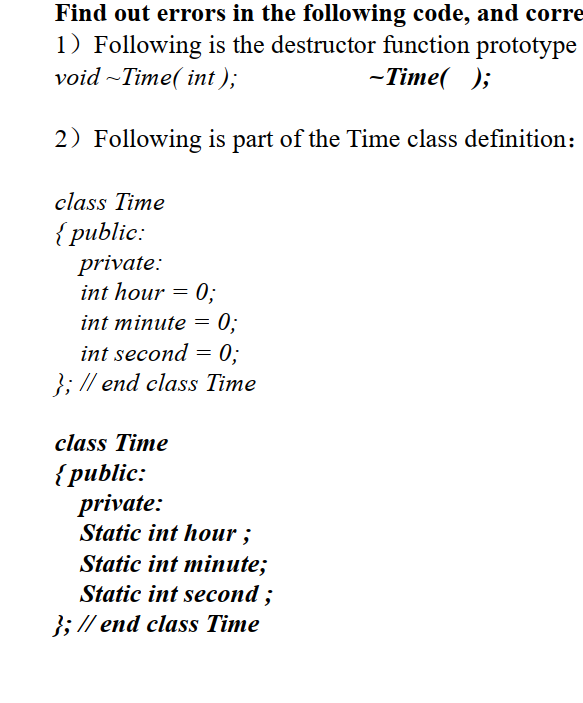 Find out errors in the following code, and corre
1）Following is the destructor function prototype
void ~Time( int ); ~Time( );
2）Following is part of the Time class definition：
class Time
{ public:
private:
int hour = 0;
int minute = 0;
int second = 0;
}; // end class Time
class Time
{ public:
private:
Static int hour ;
Static int minute;
Static int second ;
}; // end class Time